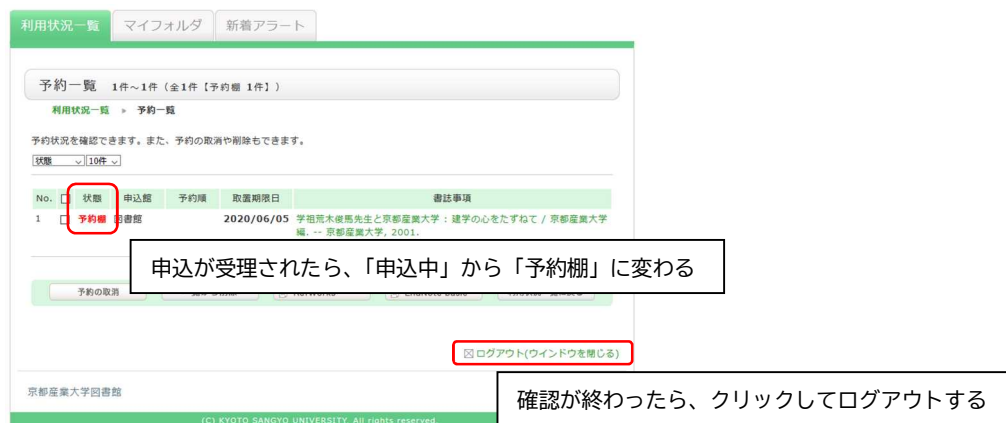 利用状況一覧 マイフォルダ 新着アラート
予約一覧 1件～1件（全1件【予約棚 1件】）
利用状況一覧 » 予約一覧
予約状況を確認できます。また、予約の取消や削除もできます。
状態 10件
No. 状態 申込館 予約順 取置期限日 書誌事項
1 予約棚 図書館 2020/06/05 学祖荒木俊馬先生と京都産業大学 : 建学の心をたずねて / 京都産業大学
編. -- 京都産業大学, 2001.
申込が受理されたら、「申込中」から「予約棚」に変わる
予約の取消
ログアウト(ウインドウを閉じる)
京都産業大学図書館
確認が終わったら、クリックしてログアウトする
(C) KYOTO SANGYO UNIVERSITY. All rights reserved.